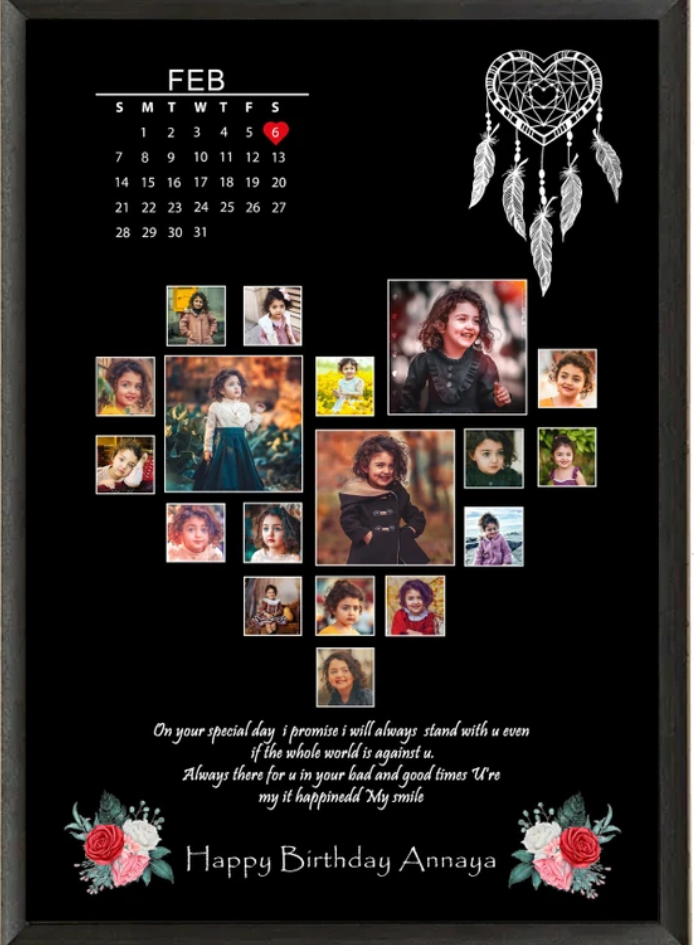 FEB
S M T W T F S
1 2 3 4 5 6
7 8 9 10 11 12 13
14 15 16 17 18 19 20
21 22 23 24 25 26 27
28 29 30 31
On your special day i promise i will always stand with u even
if the whole world is against u.
Always there for u in your bad and good times U're
my it happinedd My smile
Happy Birthday Annaya